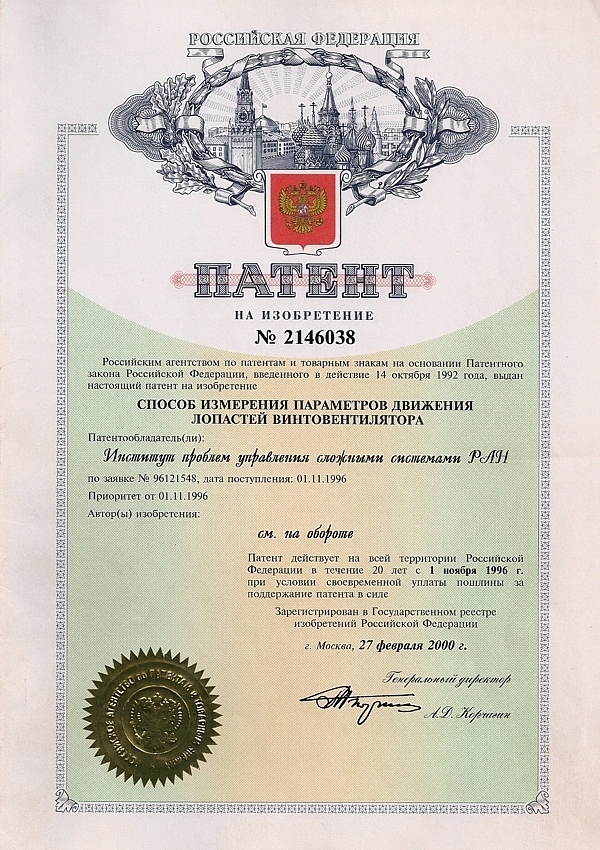 РОССИЙСКАЯ ФЕДЕРАЦИЯ
ПАТЕНТ
НА ИЗОБРЕТЕНИЕ
№ 2146038
Российским агентством по патентам и товарным знакам на основании Патентного
закона Российской Федерации, введенного в действие 14 октября 1992 года, выдан
настоящий патент на изобретение
СПОСОБ ИЗМЕРЕНИЯ ПАРАМЕТРОВ ДВИЖЕНИЯ
ЛОПАСТЕЙ ВИНТОВЕНТИЛЯТОРА
Патентообладатель(ли):
Институт проблем управления сложными системами РАН
по заявке № 96121548, дата поступления: 01.11.1996
Приоритет от 01.11.1996
Автор(ы) изобретения:
см. на обороте
Патент действует на всей территории Российской
Федерации в течение 20 лет с 1 ноября 1996 г.
при условии своевременной уплаты пошлины за
поддержание патента в силе
Зарегистрирован в Государственном реестре
изобретений Российской Федерации
г. Москва, 27 февраля 2000 г.
Генеральный директор
А.Д. Корчагин